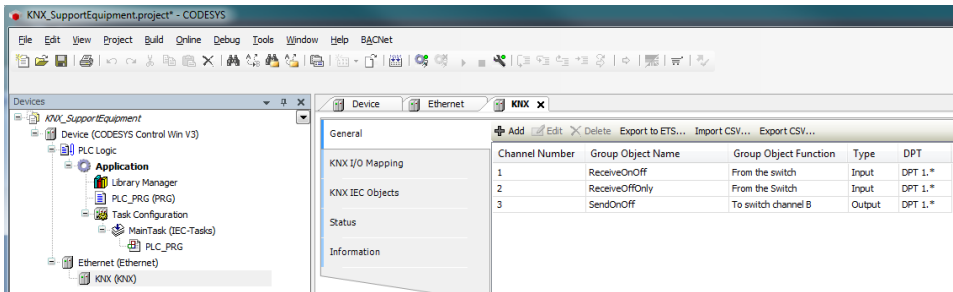 KNX_SupportEquipment.project* - CODESYS
File Edit View Project Build Online Debug Tools Window Help BACnet
Devices
KNX_SupportEquipment
Device (CODESYS Control Win V3)
PLC Logic
Application
Library Manager
PLC_PRG (PRG)
Task Configuration
MainTask (IEC-Tasks)
PLC_PRG
Ethernet (Ethernet)
KNX (KNX)
Device Ethernet KNX
General
KNX I/O Mapping
KNX IEC Objects
Status
Information
Add Edit Delete Export to ETS... Import CSV... Export CSV...
Channel Number Group Object Name Group Object Function Type DPT
1 ReceiveOnOff From the switch Input DPT 1.*
2 ReceiveOffOnly From the Switch Input DPT 1.*
3 SendOnOff To switch channel B Output DPT 1.*